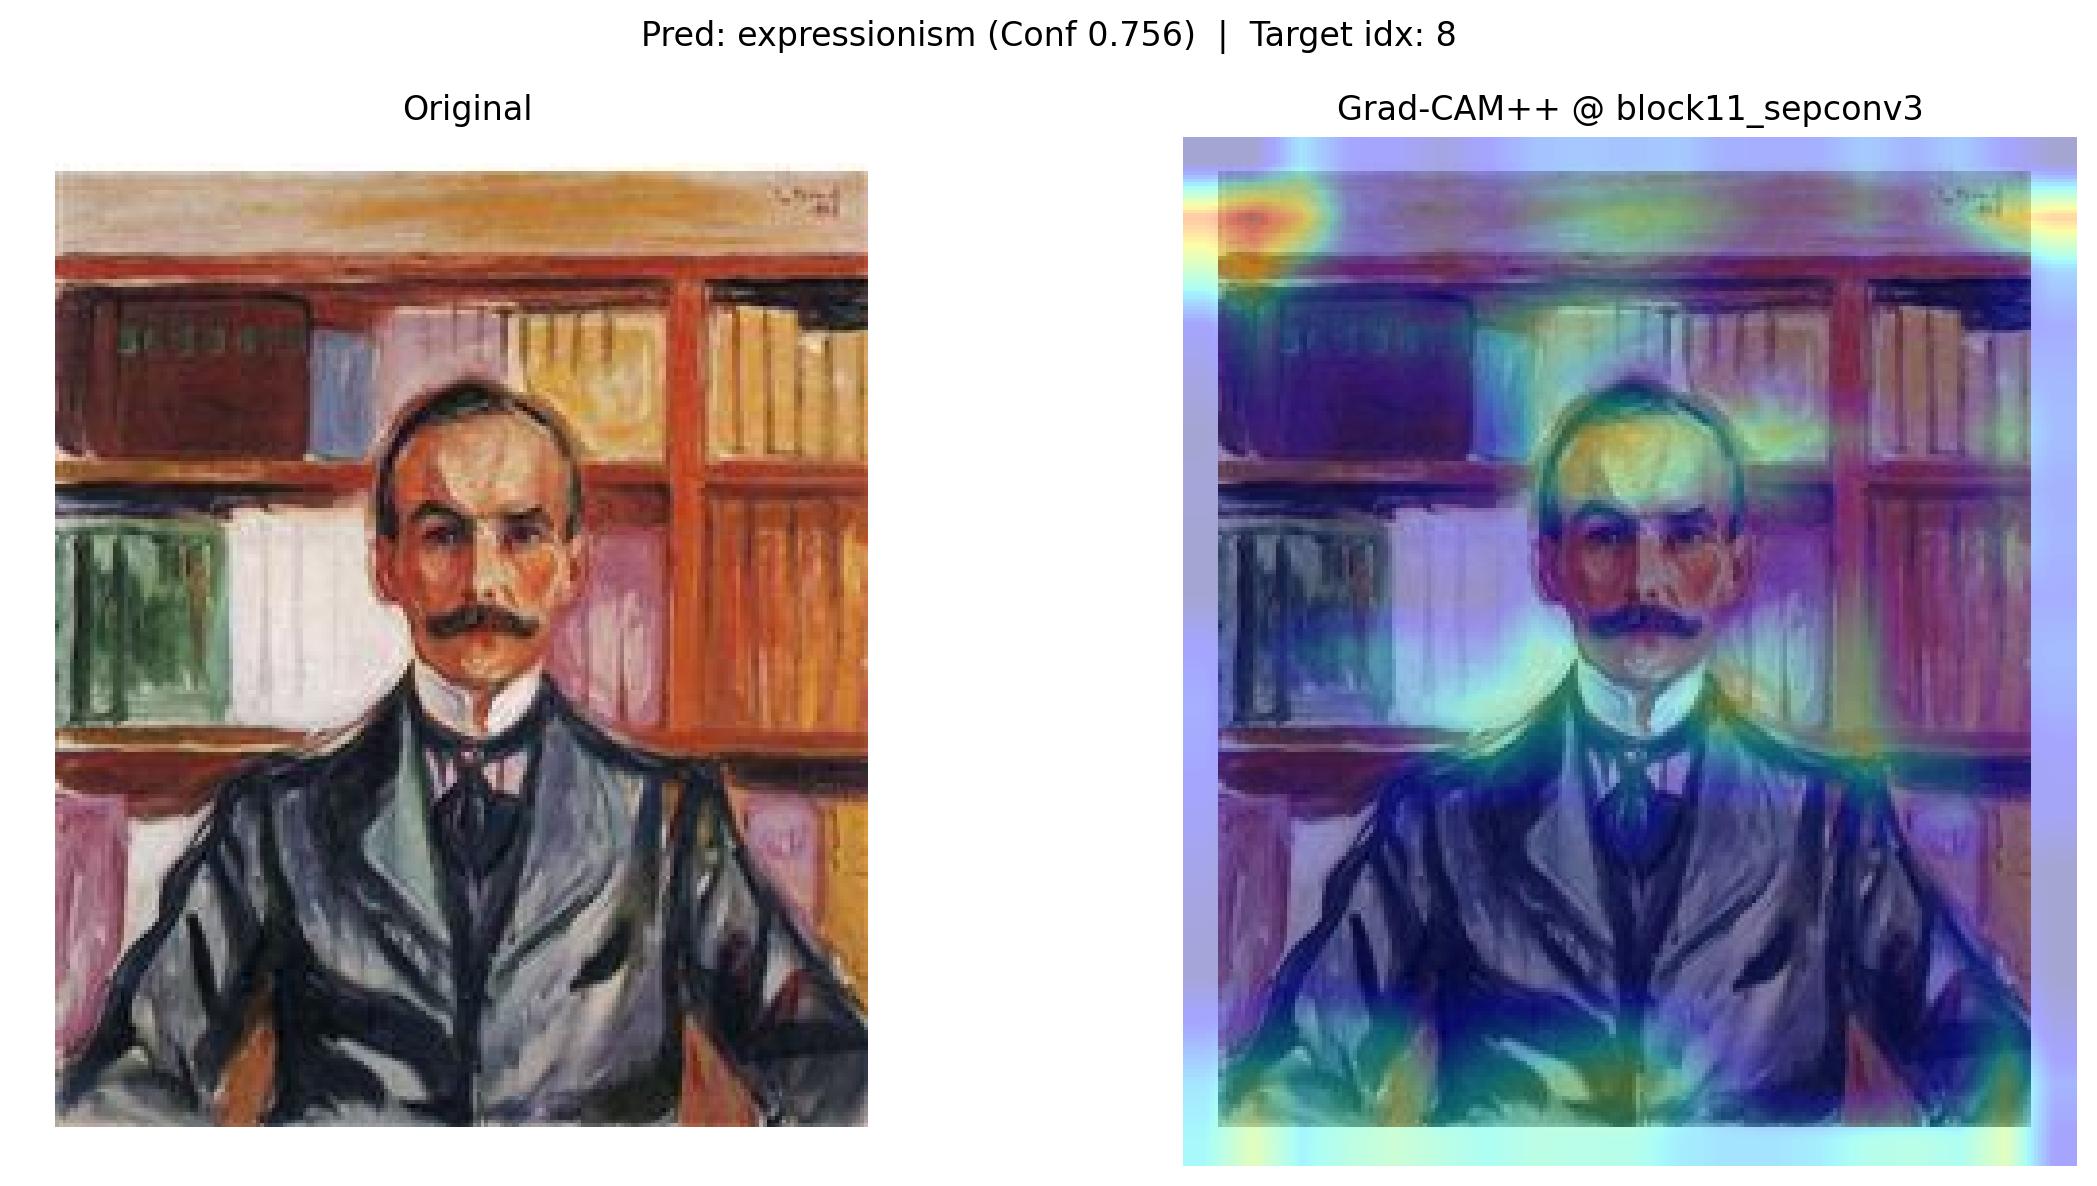 Pred: expressionism (Conf 0.756)  |  Target idx: 8
Original
Grad-CAM++ @ block11_sepconv3